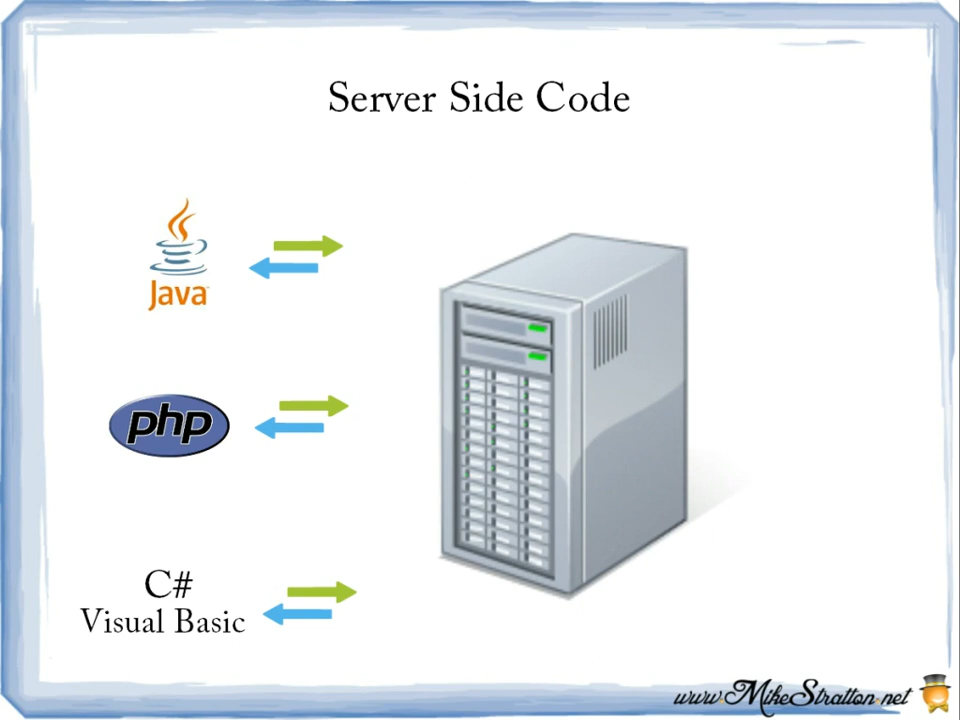 Server Side Code
Java
php
C#
Visual Basic
www.MikeStratton.net